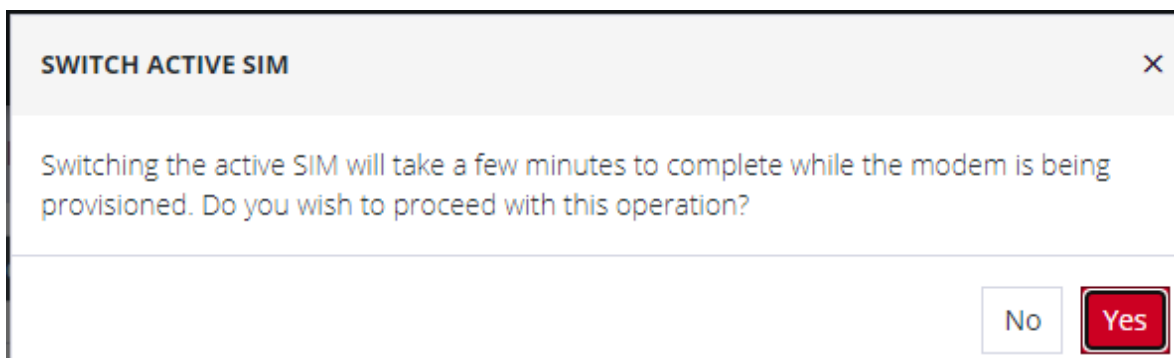 SWITCH ACTIVE SIM
Switching the active SIM will take a few minutes to complete while the modem is being
provisioned. Do you wish to proceed with this operation?
No Yes